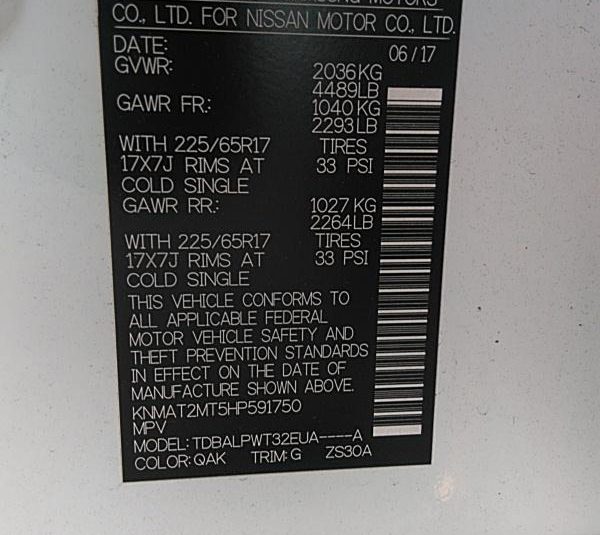 MOTORS
CO., LTD. FOR NISSAN MOTOR CO., LTD.
DATE: 06/17
GVWR: 2036KG
4489LB
GAWR FR: 1040 KG
2293LB
WITH 225/65R17 TIRES
17X7J RIMS AT 33 PSI
COLD SINGLE
GAWR RR: 1027 KG
2264LB
WITH 225/65R17 TIRES
17X7J RIMS AT 33 PSI
COLD SINGLE
THIS VEHICLE CONFORMS TO
ALL APPLICABLE FEDERAL
MOTOR VEHICLE SAFETY AND
THEFT PREVENTION STANDARDS
IN EFFECT ON THE DATE OF
MANUFACTURE SHOWN ABOVE.
KNMAT2MT5HP591750
MPV
MODEL: TDBALPWT32EUA----A
COLOR: QAK TRIM: G ZS30A